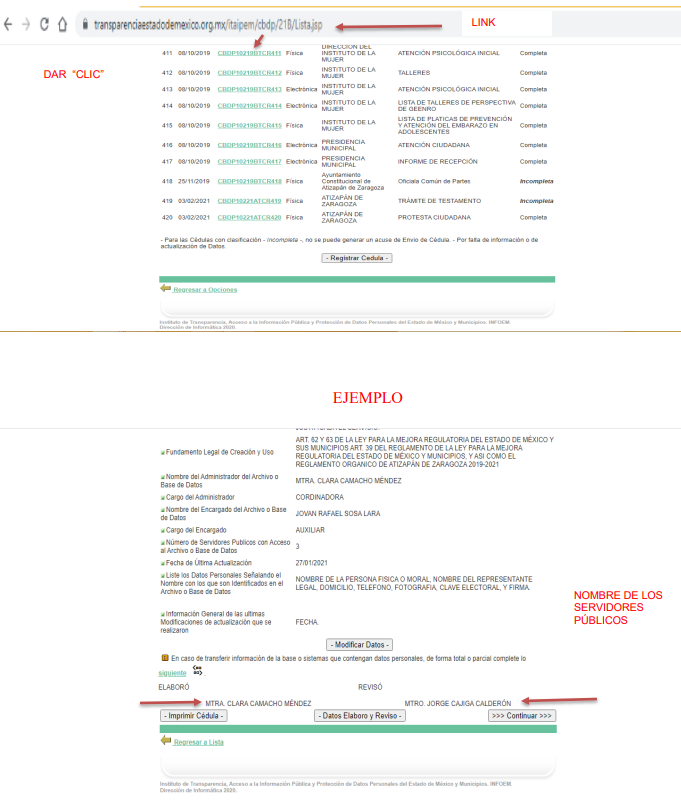 transparenciaestadodemexico.org.mx/itaipem/cbdp/218/Lista.jsp
LINK
DAR “CLIC”
411 08/10/2019 CBDP10219BTCR411 Física DIRECCIÓN DEL INSTITUTO DE LA MUJER ATENCIÓN PSICOLÓGICA INICIAL Completa
412 08/10/2019 CBDP10219BTCR412 Física INSTITUTO DE LA MUJER TALLERES Completa
413 08/10/2019 CBDP10219BTCR413 Electrónica INSTITUTO DE LA MUJER ATENCIÓN PSICOLÓGICA INICIAL Completa
414 08/10/2019 CBDP10219BTCR414 Electrónica INSTITUTO DE LA MUJER LISTA DE TALLERES DE PERSPECTIVA DE GEENRO Completa
415 08/10/2019 CBDP10219BTCR415 Física INSTITUTO DE LA MUJER LISTA DE PLATICAS DE PREVENCIÓN Y ATENCIÓN DEL EMBARAZO EN ADOLESCENTES Completa
416 08/10/2019 CBDP10219BTCR416 Electrónica PRESIDENCIA MUNICIPAL ATENCIÓN CIUDADANA Completa
417 08/10/2019 CBDP10219BTCR417 Electrónica PRESIDENCIA MUNICIPAL INFORME DE RECEPCIÓN Completa
418 25/11/2019 CBDP10219BTCR418 Física Ayuntamiento Constitucional de Atizapán de Zaragoza Oficiala Común de Partes Incompleta
419 03/02/2021 CBDP10221ATCR419 Física ATIZAPÁN DE ZARAGOZA TRÁMITE DE TESTAMENTO Incompleta
420 03/02/2021 CBDP10221ATCR420 Física ATIZAPÁN DE ZARAGOZA PROTESTA CIUDADANA Completa
- Para las Cédulas con clasificación - Incompleta -, no se puede generar un acuse de Envio de Cédula. - Por falta de información o de
actualización de Datos.
- Registrar Cedula -
Regresar a Opciones
Instituto de Transparencia, Acceso a la Información Pública y Protección de Datos Personales del Estado de México y Municipios. INFOEM.
Dirección de Informática 2020.
EJEMPLO
Fundamento Legal de Creación y Uso
ART. 62 Y 63 DE LA LEY PARA LA MEJORA REGULATORIA DEL ESTADO DE MÉXICO Y
SUS MUNICIPIOS ART. 39 DEL REGLAMENTO DE LA LEY PARA LA MEJORA
REGULATORIA DEL ESTADO DE MÉXICO Y MUNICIPIOS, Y ASI COMO EL
REGLAMENTO ORGANICO DE ATIZAPÁN DE ZARAGOZA 2019-2021
Nombre del Administrador del Archivo o
Base de Datos
MTRA. CLARA CAMACHO MÉNDEZ
Cargo del Administrador
CORDINADORA
Nombre del Encargado del Archivo o Base
de Datos
JOVAN RAFAEL SOSA LARA
Cargo del Encargado
AUXILIAR
Número de Servidores Publicos con Acceso
al Archivo o Base de Datos
3
Fecha de Última Actualización
27/01/2021
Liste los Datos Personales Señalando el
Nombre con los que son Identificados en el
Archivo o Base de Datos
NOMBRE DE LA PERSONA FISICA O MORAL, NOMBRE DEL REPRESENTANTE
LEGAL, DOMICILIO, TELEFONO, FOTOGRAFIA, CLAVE ELECTORAL, Y FIRMA.
NOMBRE DE LOS
SERVIDORES
PÚBLICOS
Información General de las ultimas
Modificaciones de actualización que se
realizaron
FECHA.
- Modificar Datos -
En caso de transferir información de la base o sistemas que contengan datos personales, de forma total o parcial complete lo
siguiente
ELABORÓ REVISÓ
MTRA. CLARA CAMACHO MÉNDEZ MTRO. JORGE CAJIGA CALDERÓN
- Imprimir Cédula - - Datos Elaboro y Reviso - >>> Continuar >>>
Regresar a Lista
Instituto de Transparencia, Acceso a la Información Pública y Protección de Datos Personales del Estado de México y Municipios. INFOEM.
Dirección de Informática 2020.